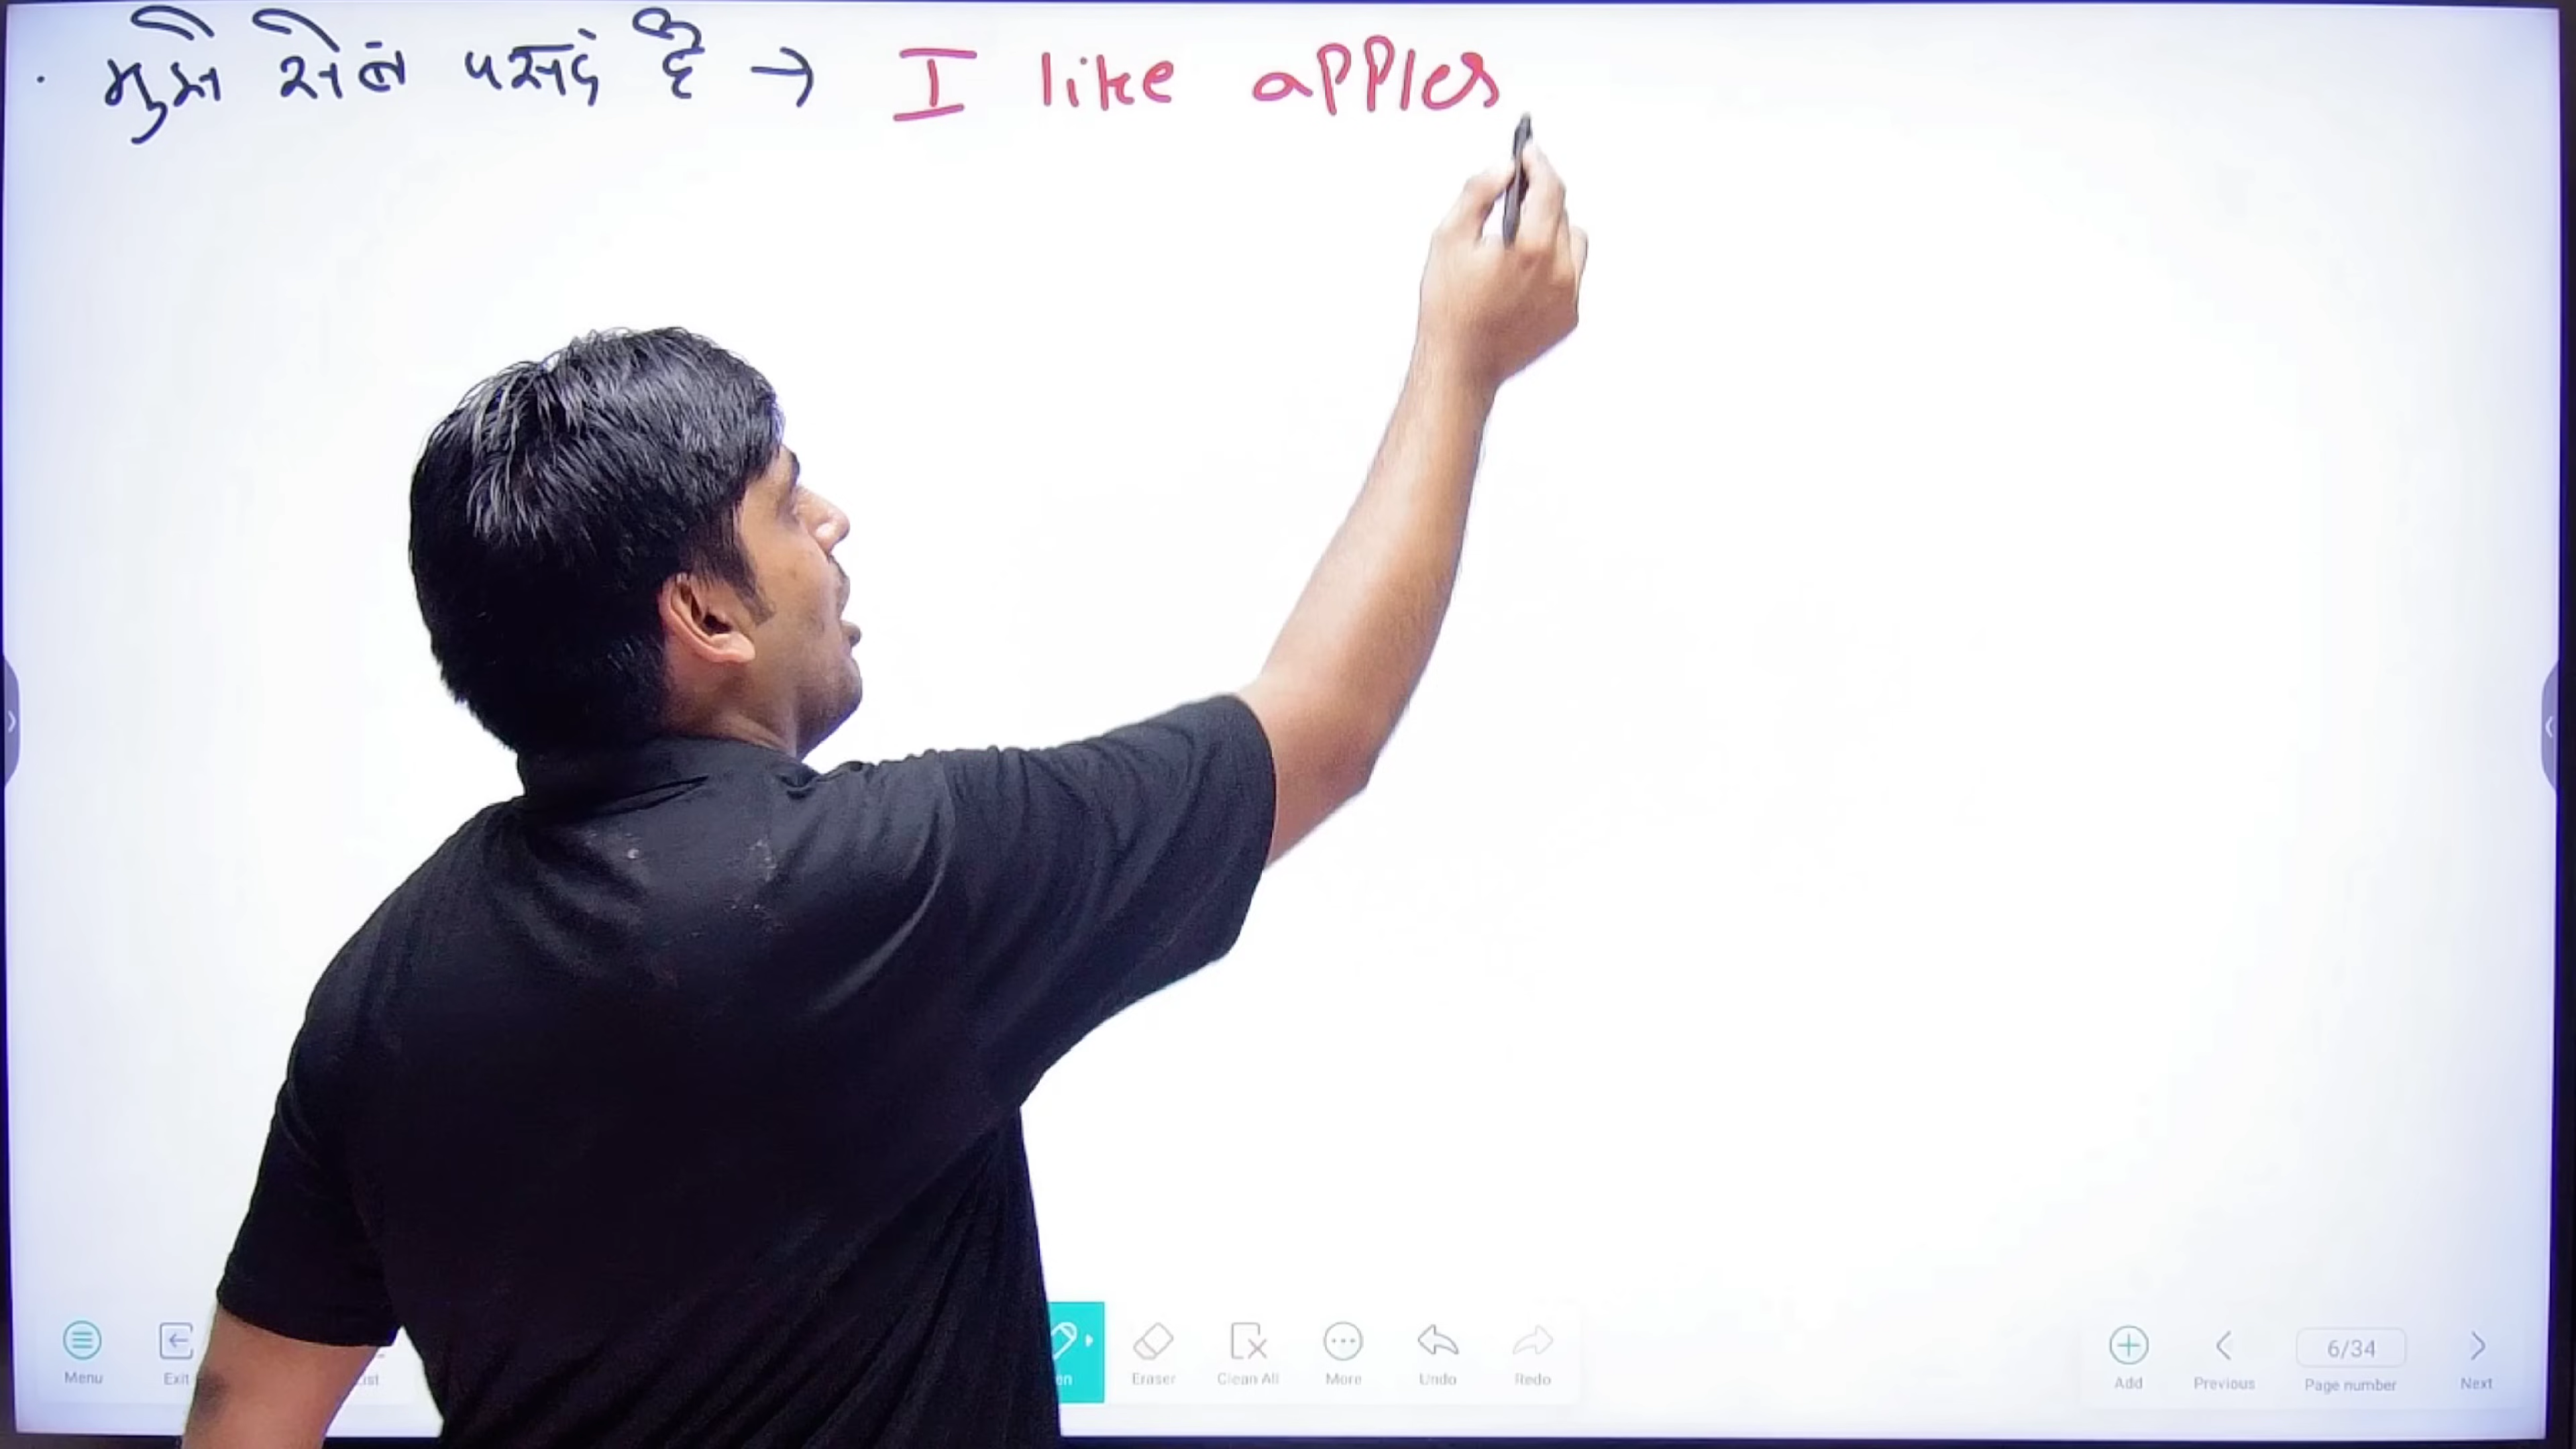 · मुझे सेब पसंद है → I like apples
Menu
Exit
Eraser
Clean All
More
Undo
Redo
Add
Previous
6/34
Page number
Next